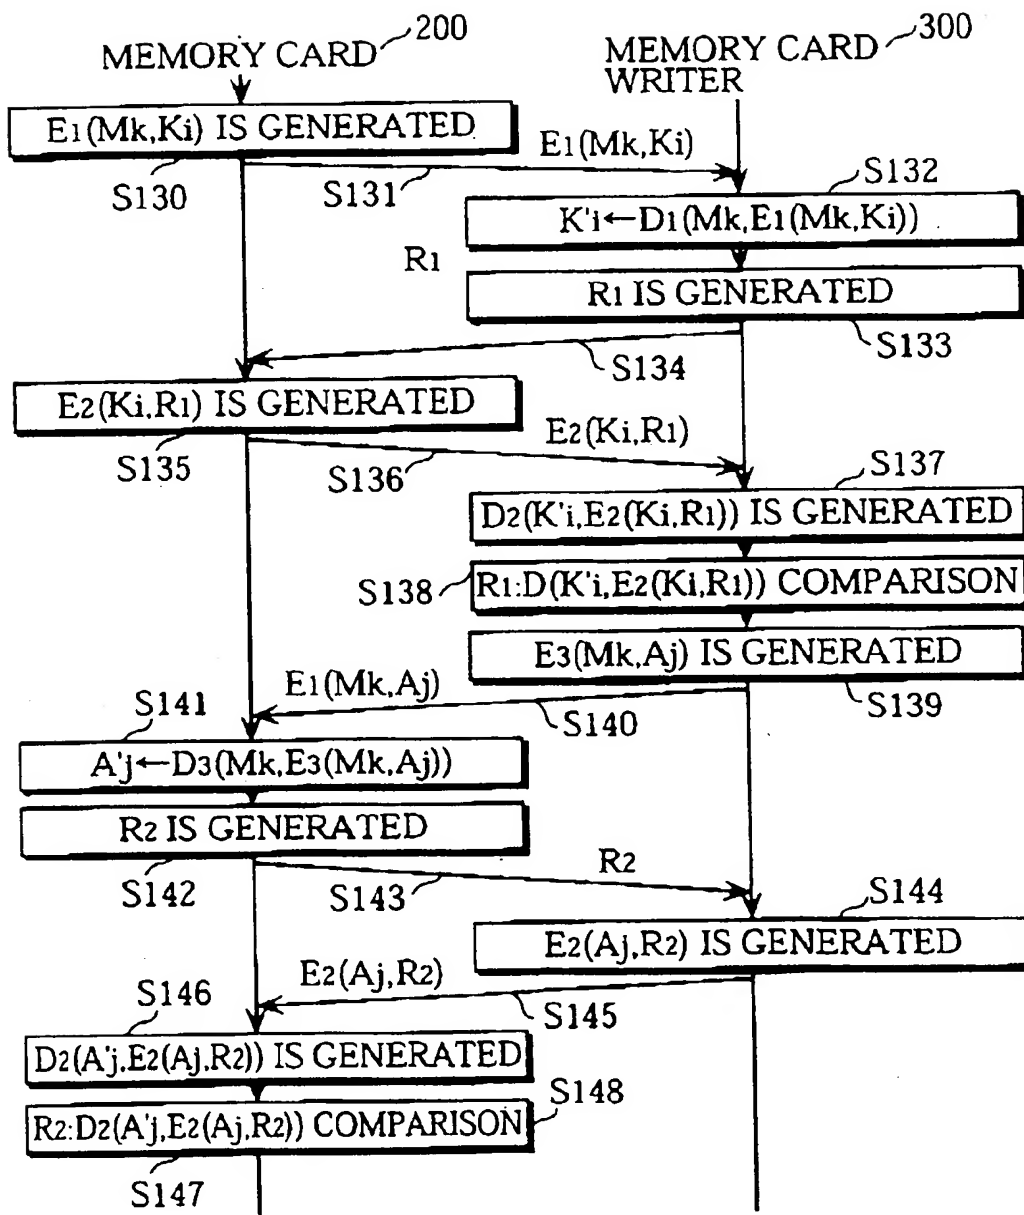 200
MEMORY CARD
300
MEMORY CARD
WRITER
E1(Mk,Ki) IS GENERATED
E1(Mk,Ki)
S130
S131
S132
K'i←D1(Mk,E1(Mk,Ki))
R1
R1 IS GENERATED
S133
S134
E2(Ki,R1) IS GENERATED
E2(Ki,R1)
S135
S136
S137
D2(K'i,E2(Ki,R1)) IS GENERATED
S138
R1:D(K'i,E2(Ki,R1)) COMPARISON
E3(Mk,Aj) IS GENERATED
E1(Mk,Aj)
S139
S140
S141
A'j←D3(Mk,E3(Mk,Aj))
R2 IS GENERATED
R2
S142
S143
S144
E2(Aj,R2) IS GENERATED
E2(Aj,R2)
S145
S146
D2(A'j,E2(Aj,R2)) IS GENERATED
S148
R2:D2(A'j,E2(Aj,R2)) COMPARISON
S147